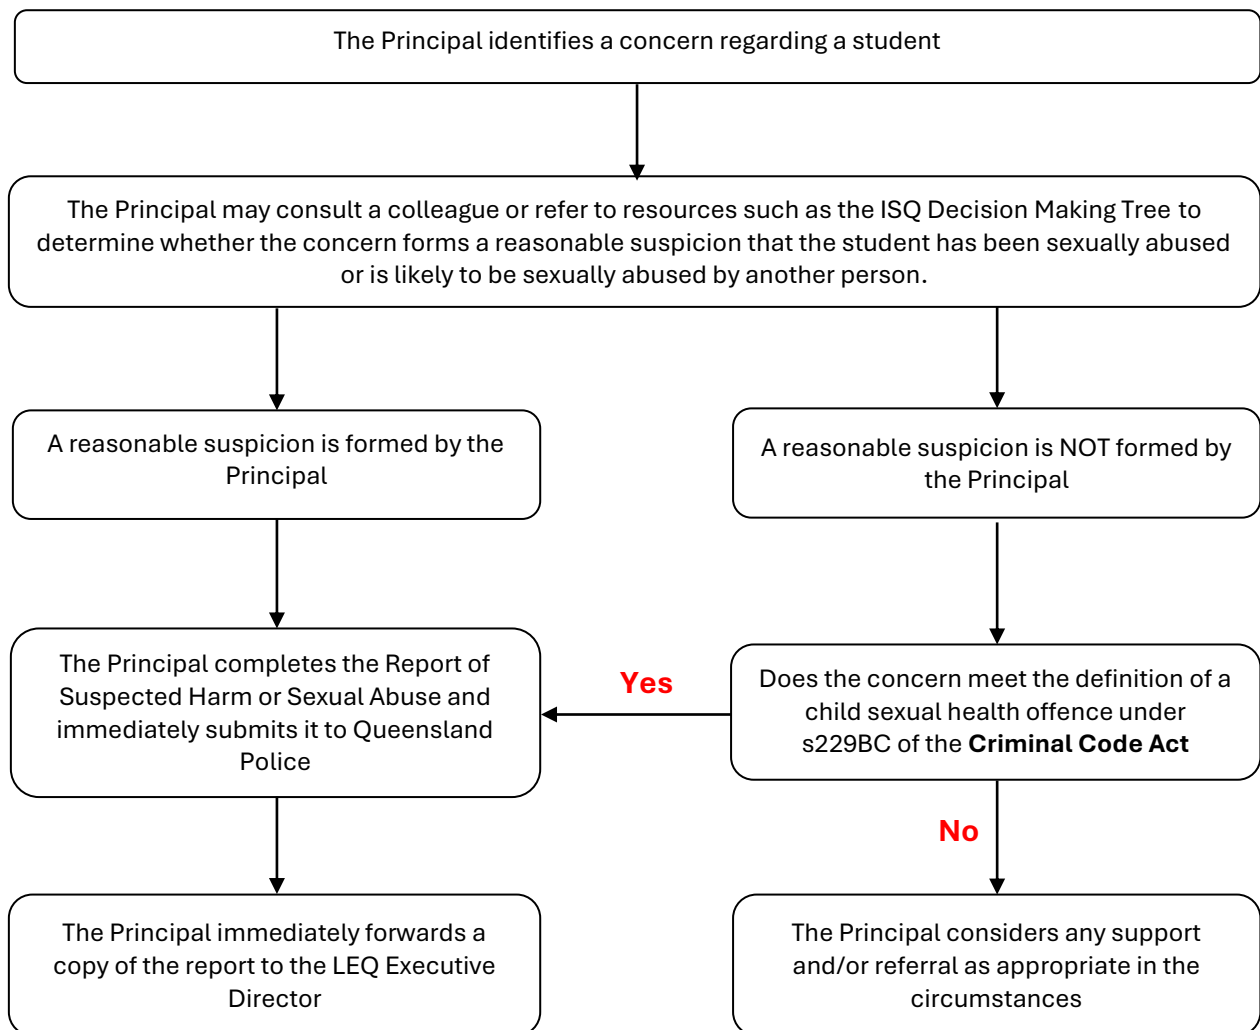 The Principal identifies a concern regarding a student
The Principal may consult a colleague or refer to resources such as the ISQ Decision Making Tree to
determine whether the concern forms a reasonable suspicion that the student has been sexually abused
or is likely to be sexually abused by another person.
A reasonable suspicion is formed by the
Principal
A reasonable suspicion is NOT formed by
the Principal
The Principal completes the Report of
Suspected Harm or Sexual Abuse and
immediately submits it to Queensland
Police
Yes
Does the concern meet the definition of a
child sexual health offence under
s229BC of the Criminal Code Act
No
The Principal immediately forwards a
copy of the report to the LEQ Executive
Director
The Principal considers any support
and/or referral as appropriate in the
circumstances